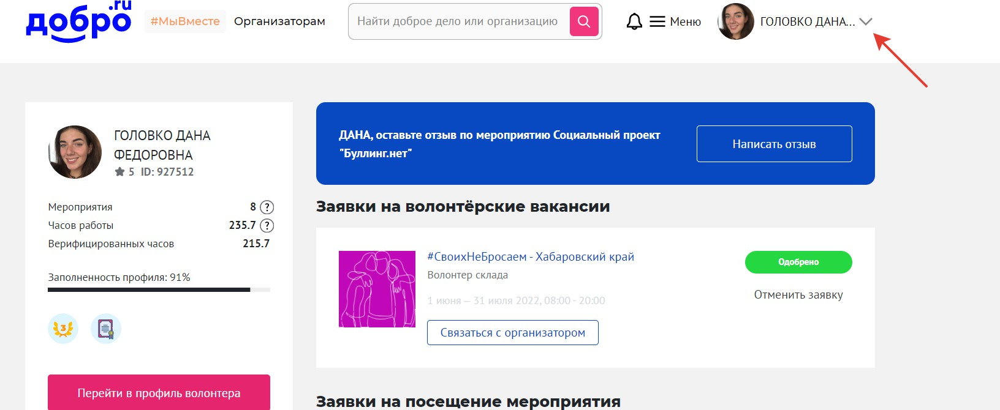 добро.ru
#МыВместе
Организаторам
Найти доброе дело или организацию
Меню
ГОЛОВКО ДАНА...
ГОЛОВКО ДАНА
ФЕДОРОВНА
5 ID: 927512
Мероприятия 8 ?
Часов работы 235.7 ?
Верифицированных часов 215.7
Заполненность профиля: 91%
3
Перейти в профиль волонтера
ДАНА, оставьте отзыв по мероприятию Социальный проект
"Буллинг.нет"
Написать отзыв
Заявки на волонтёрские вакансии
#СвоихНеБросаем - Хабаровский край
Волонтер склада
1 июня — 31 июля 2022, 08:00 - 20:00
Связаться с организатором
Одобрено
Отменить заявку
Заявки на посещение мероприятия